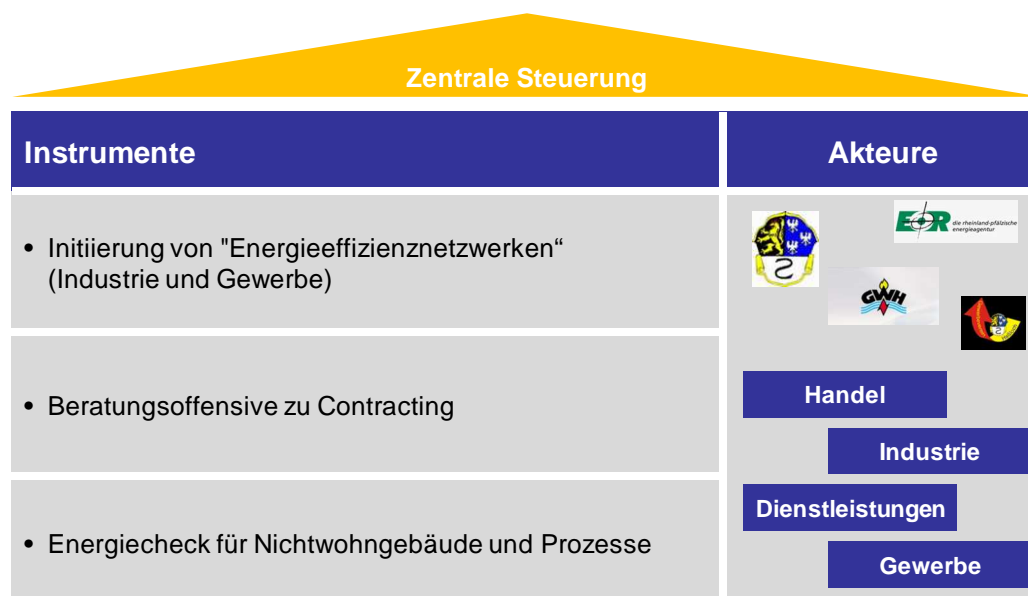 Zentrale Steuerung
Instrumente
Akteure
• Initiierung von "Energieeffizienznetzwerken“
(Industrie und Gewerbe)
• Beratungsoffensive zu Contracting
• Energiecheck für Nichtwohngebäude und Prozesse
EOR
die rheinland-pfälzische
energieagentur
GWH
Handel
Industrie
Dienstleistungen
Gewerbe